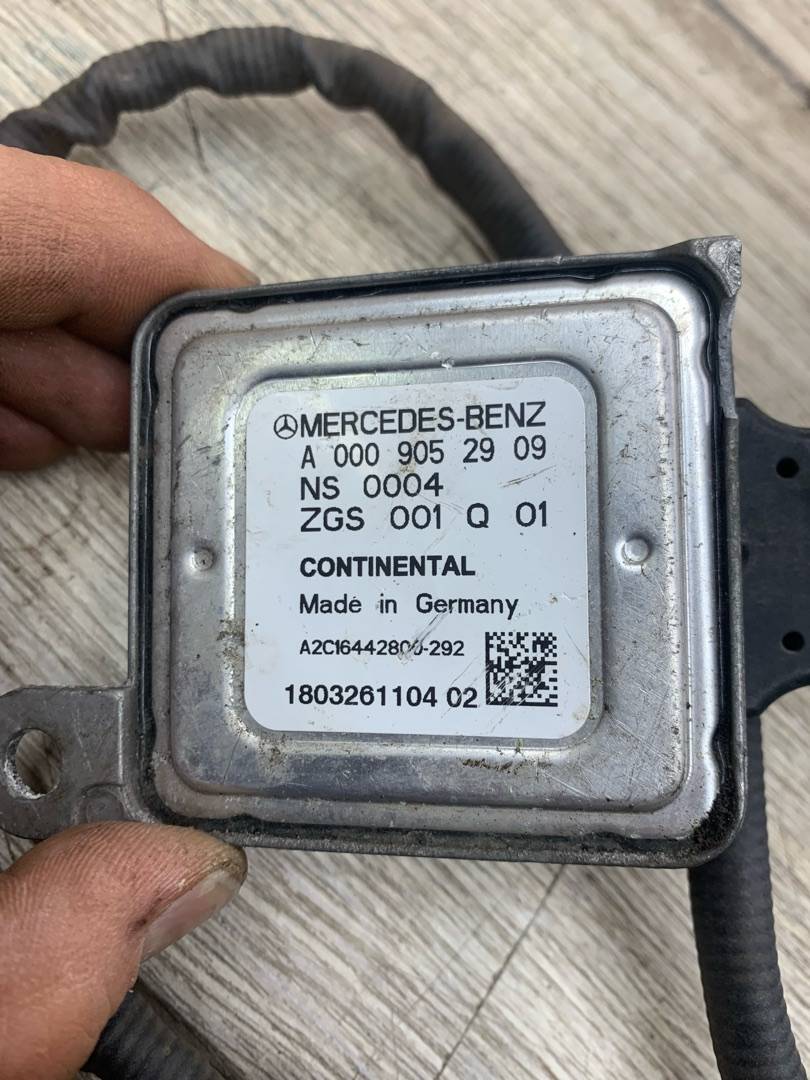 MERCEDES-BENZ
A 000 905 29 09
NS 0004
ZGS 001 Q 01
CONTINENTAL
Made in Germany
A2C16442800-292
1803261104 02